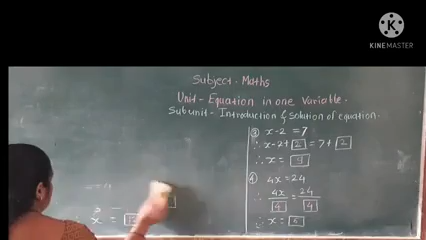 KINEMASTER
Subject - Maths
Unit - Equation in one Variable.
Subunit - Introduction & Solution of equation.
③ x-2 = 7
∴ x-2+ 2 = 7+ 2
∴ x = 9
④ 4x = 24
∴ 4x/4 = 24/4
∴ x = 6
x =